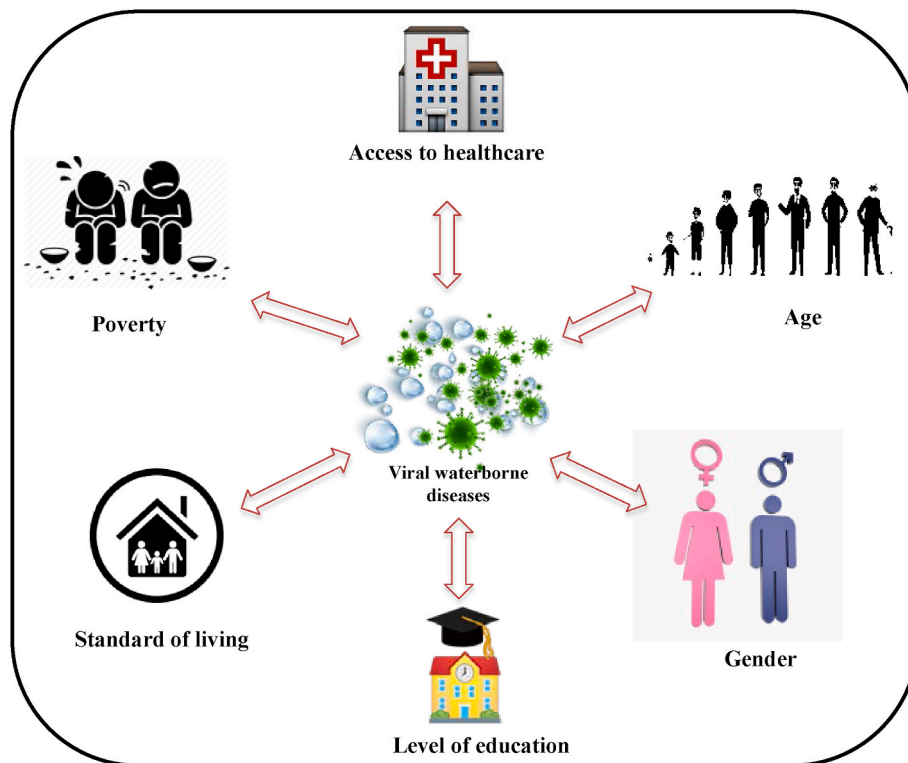 Access to healthcare
Poverty
Age
Viral waterborne
diseases
Standard of living
Gender
Level of education